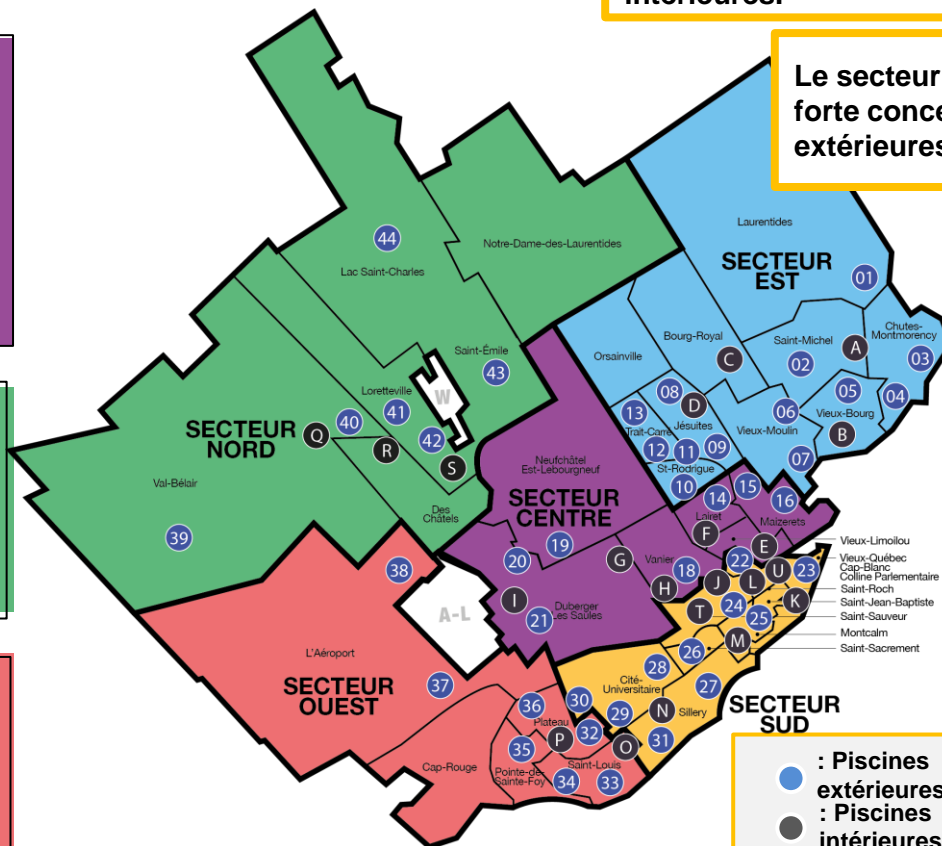 intérieures.
Le secteur
forte conce
extérieures
Laurentides
SECTEUR
EST
01
44
Lac Saint-Charles
Notre-Dame-des-Laurentides
Chutes-
Montmorency
03
Bourg-Royal
C
Saint-Michel
A
02
Orsainville
Saint-Émile
43
W
Loretteville
41
40
42
Q
R
S
SECTEUR
NORD
Val-Bélair
39
Des
Châtels
08
D
13
Jésuites
Trait-Carré
12
11
09
St-Rodrigue
10
06
05
04
Vieux-Bourg
B
Vieux-Moulin
07
Neufchâtel
Est-Lebourgneuf
SECTEUR
CENTRE
14
15
16
Lairet
Maizerets
F
E
19
20
G
Vanier
18
H
I
21
Duberger
Les Saules
38
A-L
Vieux-Limoilou
Vieux-Québec
Cap-Blanc
Colline Parlementaire
Saint-Roch
Saint-Jean-Baptiste
Saint-Sauveur
Montcalm
Saint-Sacrement
22
U
23
J
L
K
T
24
25
M
26
28
Cité-
Universitaire
27
N
Sillery
29
30
31
SECTEUR
SUD
L'Aéroport
SECTEUR
OUEST
37
36
Plateau
32
P
35
O
Cap-Rouge
Pointe-de-
Sainte-Foy
Saint-Louis
34
33
: Piscines
extérieures
: Piscines
intérieures